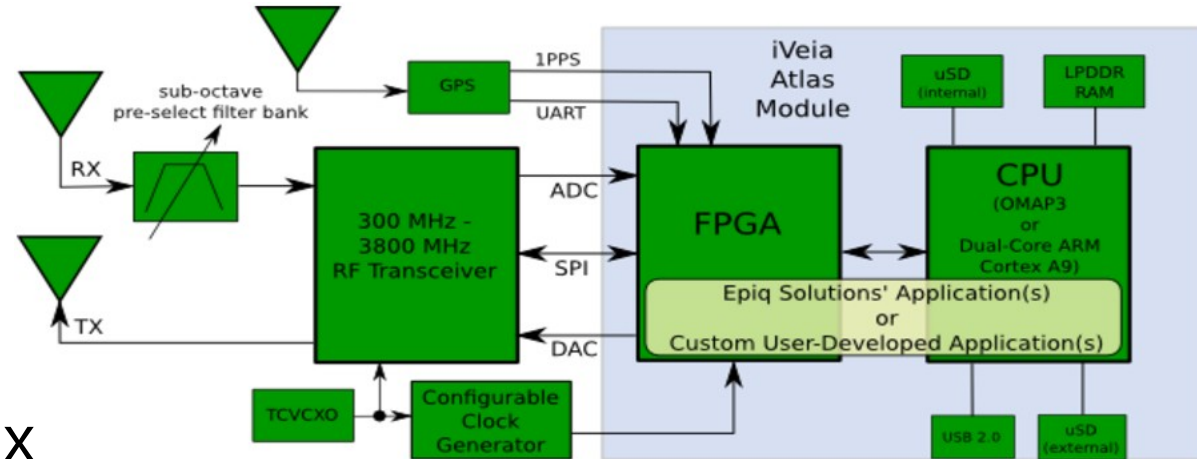 iVeia
Atlas
Module
1PPS
GPS
UART
uSD
(internal)
LPDDR
RAM
sub-octave
pre-select filter bank
RX
TX
300 MHz -
3800 MHz
RF Transceiver
ADC
SPI
DAC
FPGA
CPU
(OMAP3
or
Dual-Core ARM
Cortex A9)
Epiq Solutions' Application(s)
or
Custom User-Developed Application(s)
TCVCXO
Configurable
Clock
Generator
USB 2.0
uSD
(external)
X